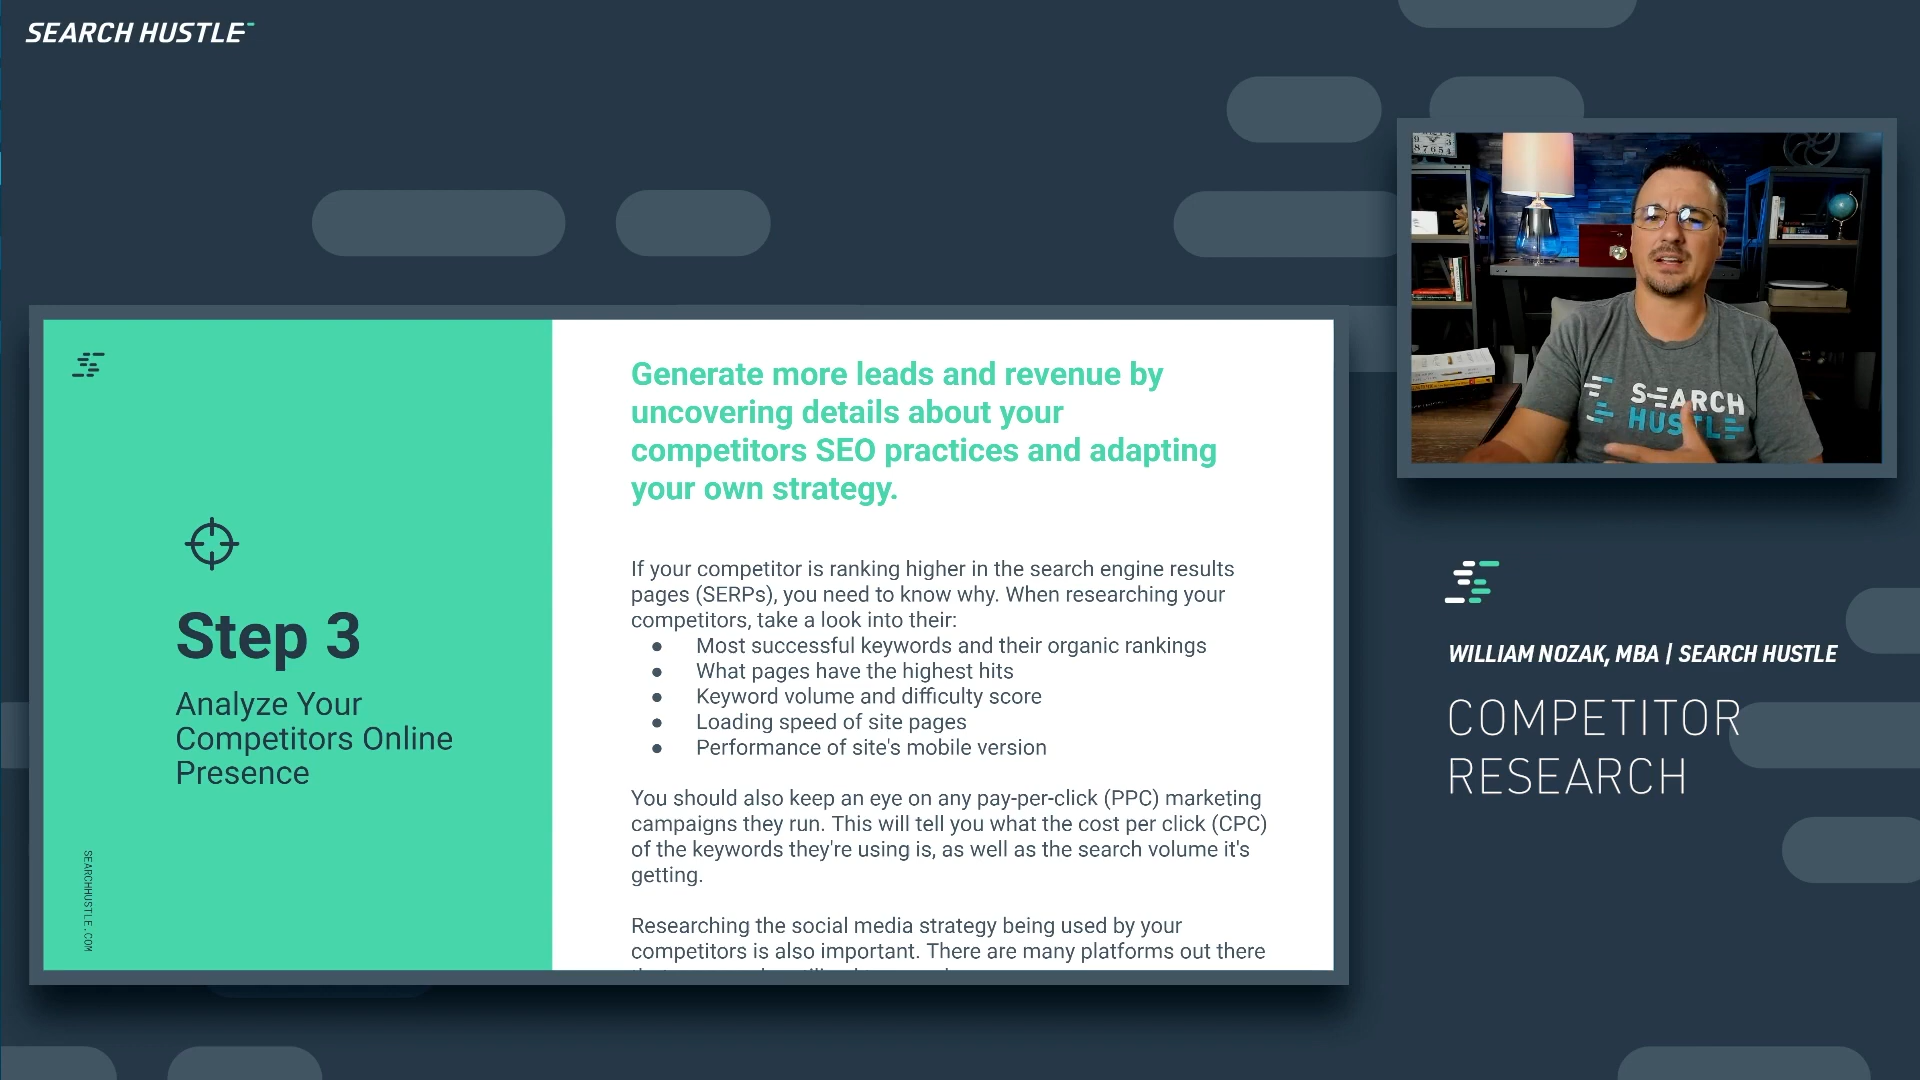 SEARCH HUSTLE
Generate more leads and revenue by
uncovering details about your
competitors SEO practices and adapting
your own strategy.
Step 3
Analyze Your
Competitors Online
Presence
SEARCHHUSTLE.COM
If your competitor is ranking higher in the search engine results
pages (SERPs), you need to know why. When researching your
competitors, take a look into their:
● Most successful keywords and their organic rankings
● What pages have the highest hits
● Keyword volume and difficulty score
● Loading speed of site pages
● Performance of site's mobile version
You should also keep an eye on any pay-per-click (PPC) marketing
campaigns they run. This will tell you what the cost per click (CPC)
of the keywords they're using is, as well as the search volume it's
getting.
Researching the social media strategy being used by your
competitors is also important. There are many platforms out there
SEARCH
HUSTLE
WILLIAM NOZAK, MBA | SEARCH HUSTLE
COMPETITOR
RESEARCH